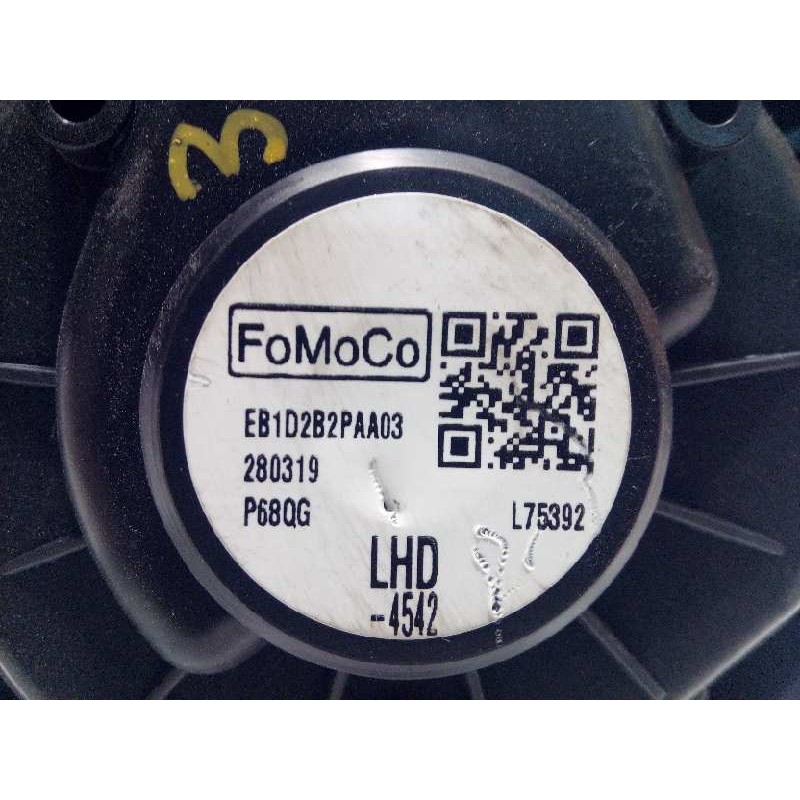 3
FoMoCo
EB1D2B2PAA03
280319
P68QG
L75392
LHD
-4542